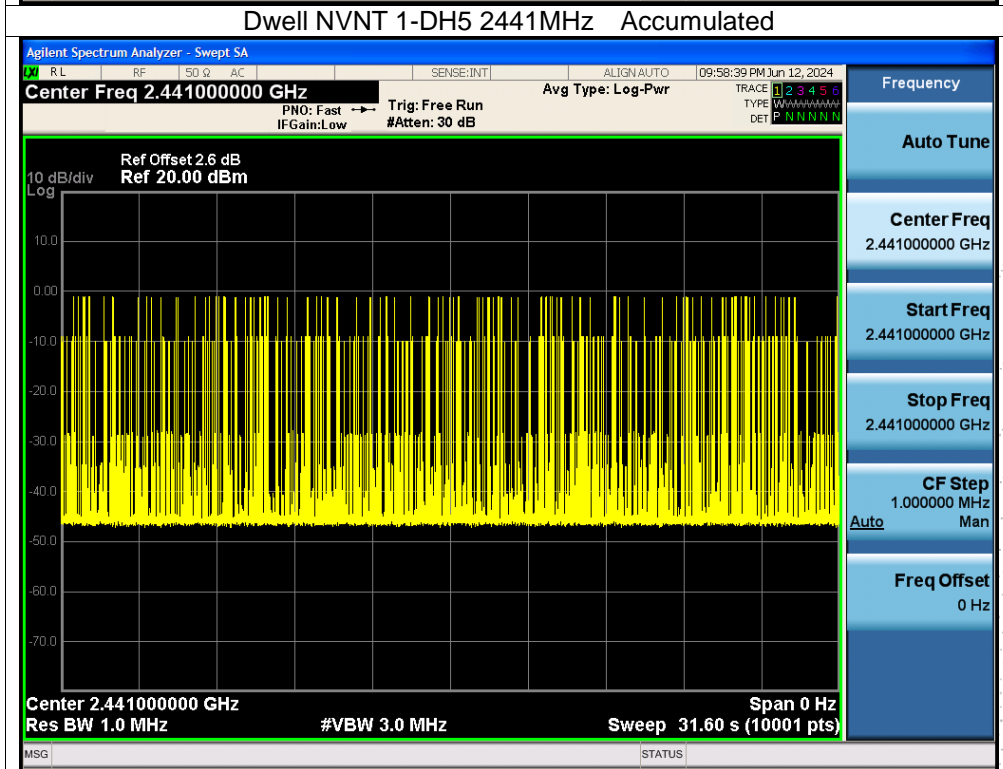 Dwell NVNT 1-DH5 2441MHz Accumulated
Agilent Spectrum Analyzer - Swept SA
LXI RL RF 50 Ω AC SENSE:INT ALIGN AUTO 09:58:39 PM Jun 12, 2024
Center Freq 2.441000000 GHz
PNO: Fast
IFGain:Low
Trig: Free Run
#Atten: 30 dB
Avg Type: Log-Pwr
TRACE 1 2 3 4 5 6
TYPE WWWWWWW
DET P N N N N N
Ref Offset 2.6 dB
10 dB/div Ref 20.00 dBm
Log
10.0
0.00
-10.0
-20.0
-30.0
-40.0
-50.0
-60.0
-70.0
Center 2.441000000 GHz Span 0 Hz
Res BW 1.0 MHz #VBW 3.0 MHz Sweep 31.60 s (10001 pts)
MSG STATUS
Frequency
Auto Tune
Center Freq
2.441000000 GHz
Start Freq
2.441000000 GHz
Stop Freq
2.441000000 GHz
CF Step
1.000000 MHz
Auto Man
Freq Offset
0 Hz